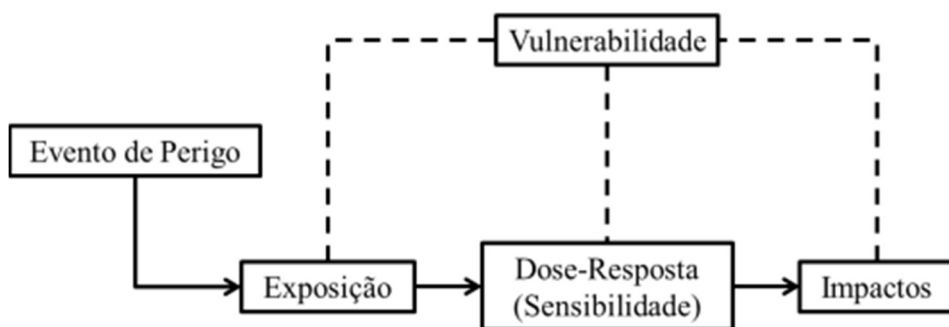 Vulnerabilidade
Evento de Perigo
Exposição
Dose-Resposta
(Sensibilidade)
Impactos